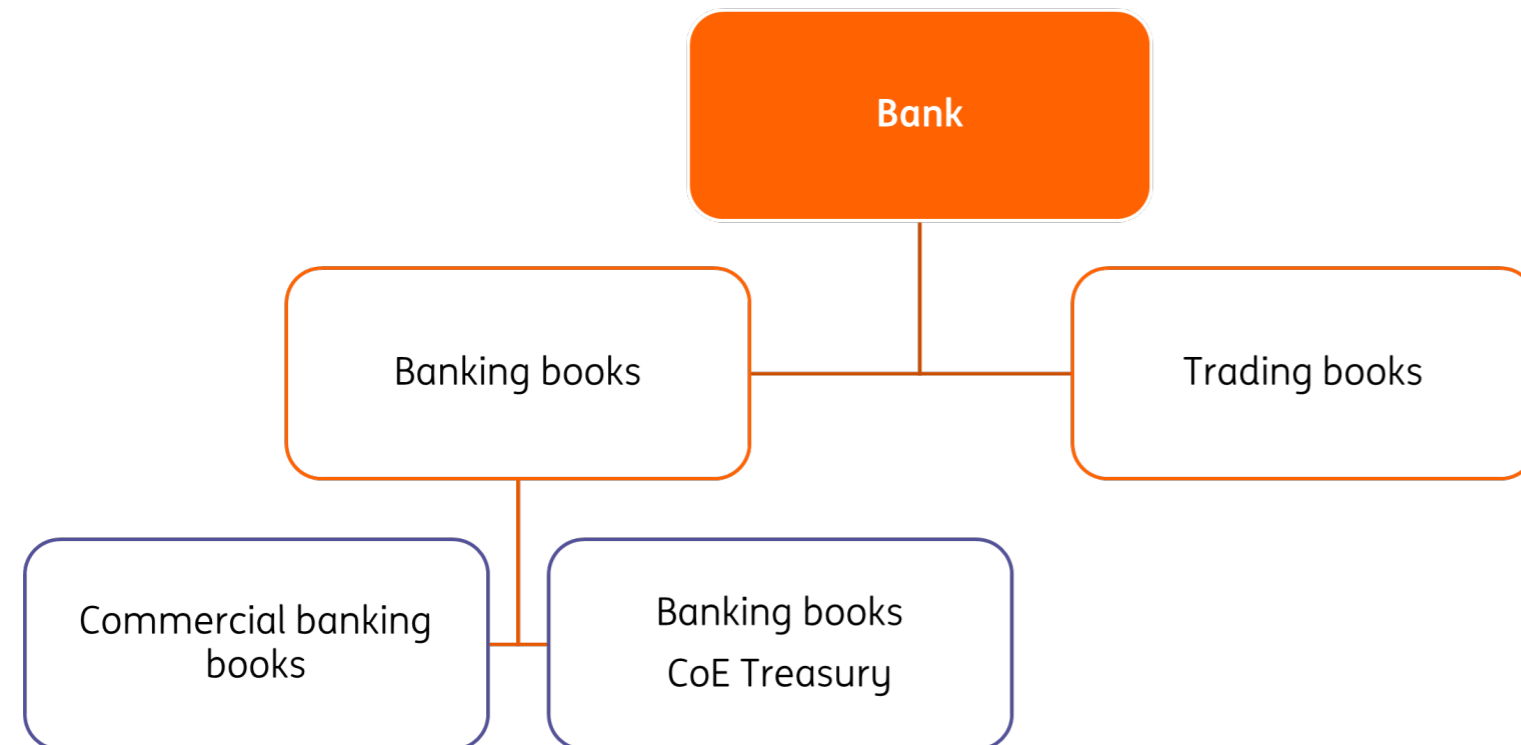 Bank
Banking books
Trading books
Commercial banking
books
Banking books
CoE Treasury